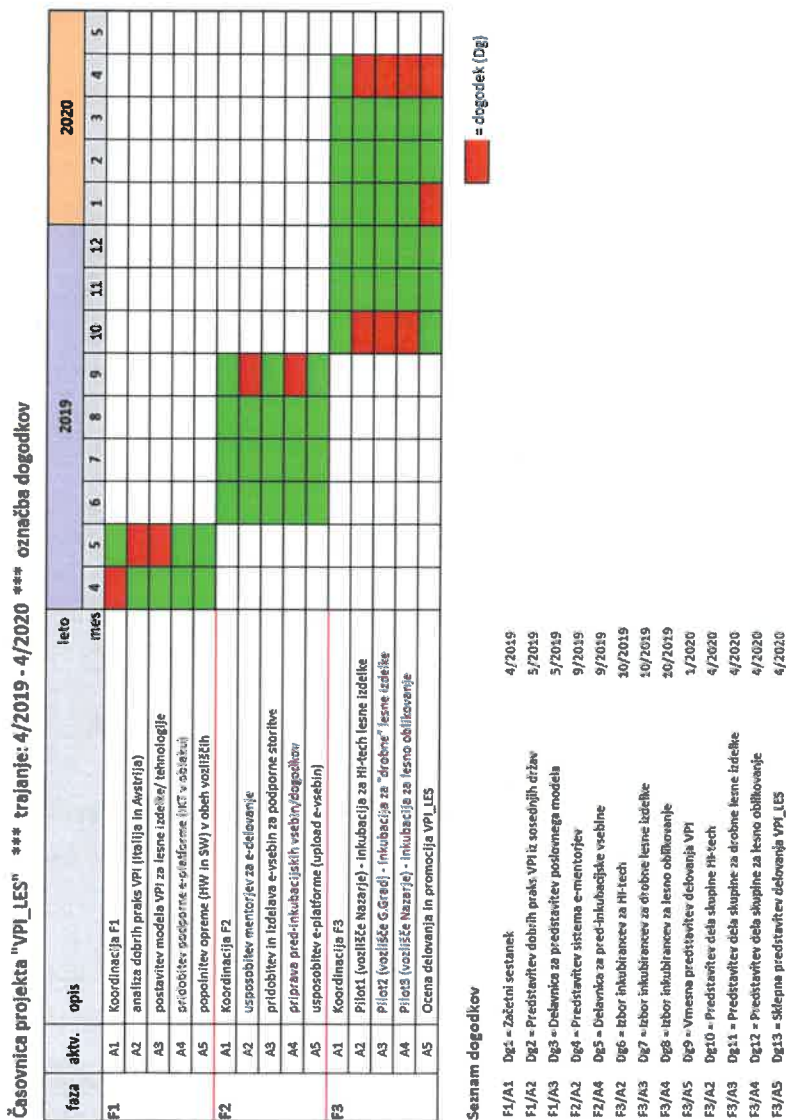 Časovnica projekta "VPI_LES" *** trajanje: 4/2019 - 4/2020 *** označba dogodkov
leto 2019 2020
faza aktv. opis mes 4 5 6 7 8 9 10 11 12 1 2 3 4 5
F1 A1 Koordinacija F1
A2 analiza dobrih praks VPI (Italija in Avstrija)
A3 postavitev modela VPI za lesne izdelke/ tehnologije
A4 pridobitev podporne e-platforme (IKT v oblaku)
A5 popolnitev opreme (HW in SW) v obeh vozliščih
F2 A1 Koordinacija F2
A2 usposobitev mentorjev za e-delovanje
A3 pridobitev in izdelava e-vsebin za podporne storitve
A4 priprava pred-inkubacijskih vsebin/dogodkov
A5 usposobitev e-platforme (upload e-vsebin)
F3 A1 Koordinacija F3
A2 Pilot1 (vozlišče Nazarje) - inkubacija za Hi-tech lesne izdelke
A3 Pilot2 (vozlišče G.Grad) - inkubacija za "drobne" lesne izdelke
A4 Pilot3 (vozlišče Nazarje) - inkubacija za lesno oblikovanje
A5 Ocena delovanja in promocija VPI_LES
= dogodek (Dg)
Seznam dogodkov
F1/A1 Dg1 = Začetni sestanek 4/2019
F1/A2 Dg2 = Predstavitev dobrih praks VPI iz sosednjih držav 5/2019
F1/A3 Dg3 = Delavnica za predstavitev poslovnega modela 5/2019
F2/A2 Dg4 = Predstavitev sistema e-mentorjev 9/2019
F2/A4 Dg5 = Delavnica za pred-inkubacijske vsebine 9/2019
F3/A2 Dg6 = Izbor inkubirancev za Hi-tech 10/2019
F3/A3 Dg7 = Izbor inkubirancev za drobne lesne izdelke 10/2019
F3/A4 Dg8 = Izbor inkubirancev za lesno oblikovanje 10/2019
F3/A5 Dg9 = Vmesna predstavitev delovanja VPI 1/2020
F3/A2 Dg10 = Predstavitev dela skupine Hi-tech 4/2020
F3/A3 Dg11 = Predstavitev dela skupine za drobne lesne izdelke 4/2020
F3/A4 Dg12 = Predstavitev dela skupine za lesno oblikovanje 4/2020
F3/A5 Dg13 = Sklepna predstavitev delovanja VPI_LES 4/2020